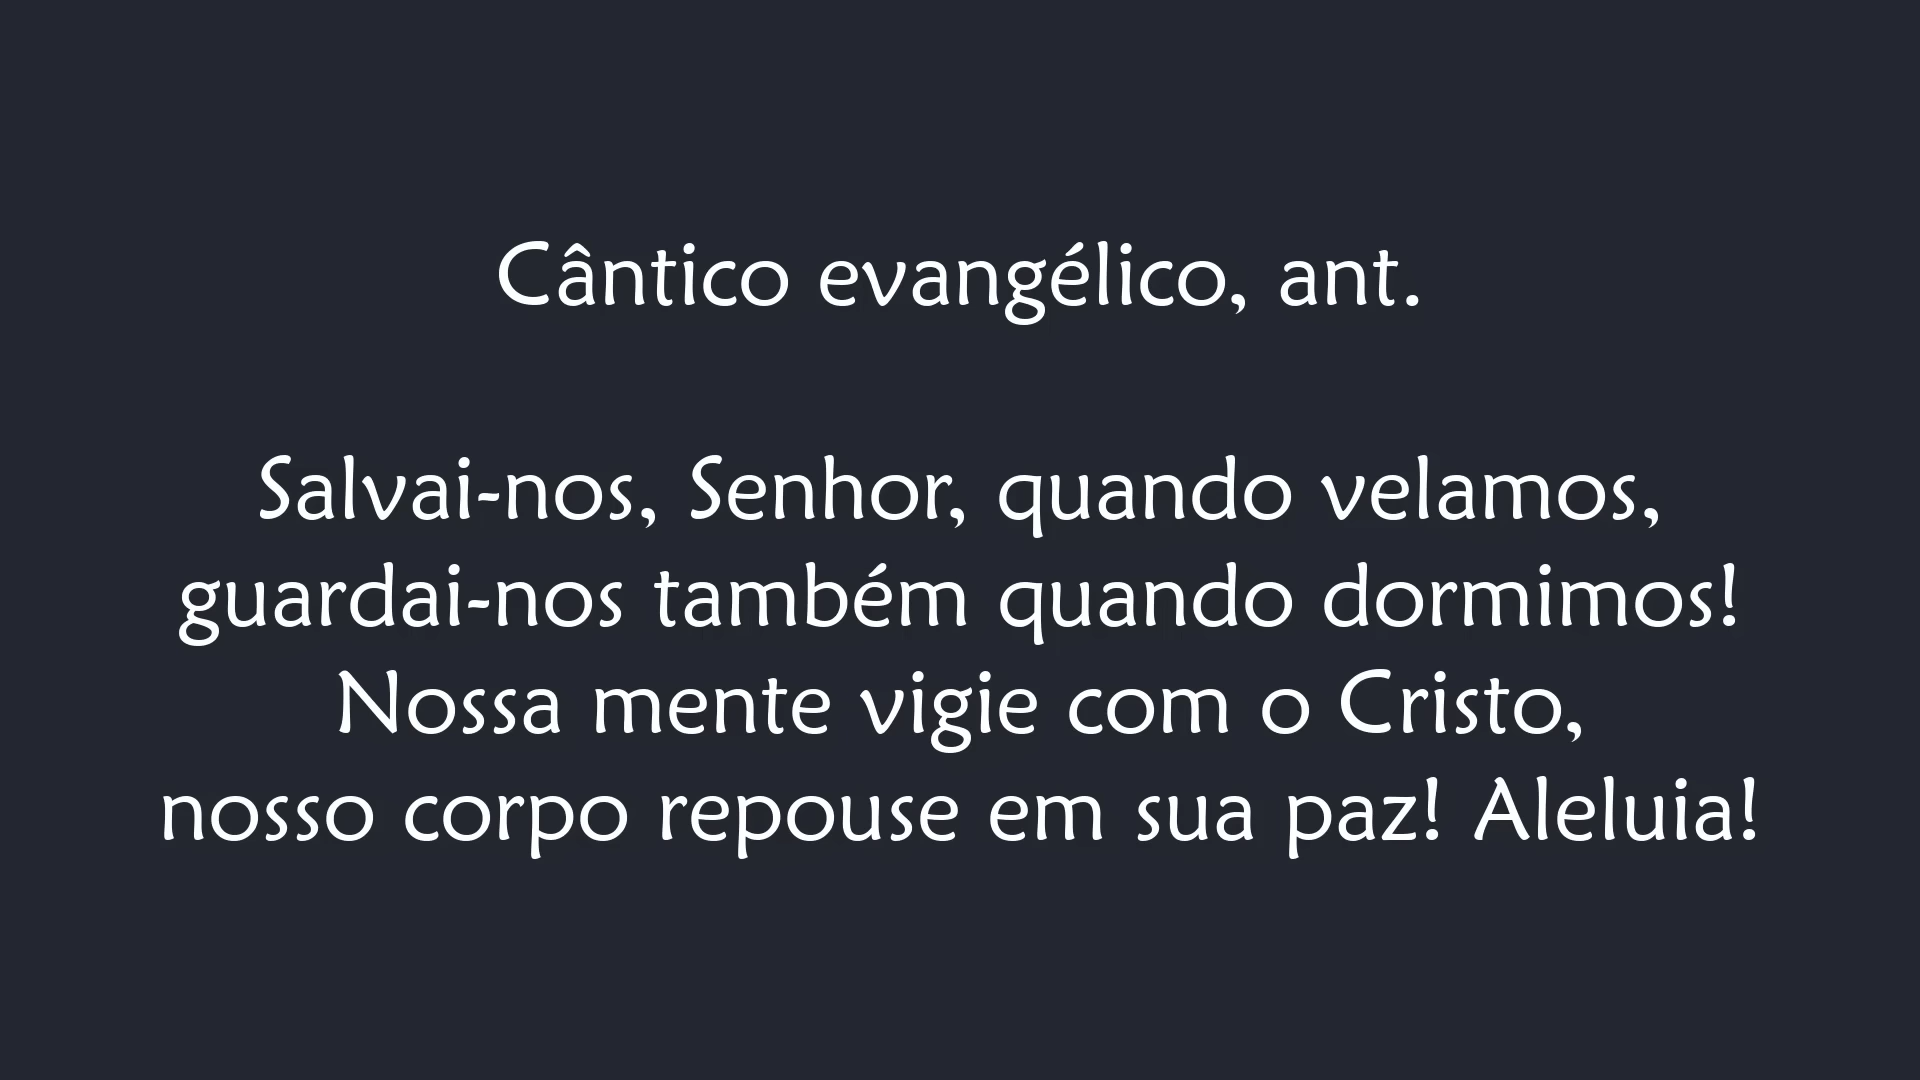 Cântico evangélico, ant.
Salvai-nos, Senhor, quando velamos,
guardai-nos também quando dormimos!
Nossa mente vigie com o Cristo,
nosso corpo repouse em sua paz! Aleluia!